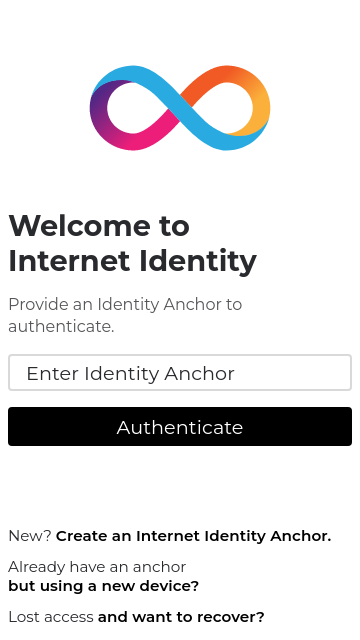 Welcome to
Internet Identity
Provide an Identity Anchor to
authenticate.
Enter Identity Anchor
Authenticate
New? Create an Internet Identity Anchor.
Already have an anchor
but using a new device?
Lost access and want to recover?